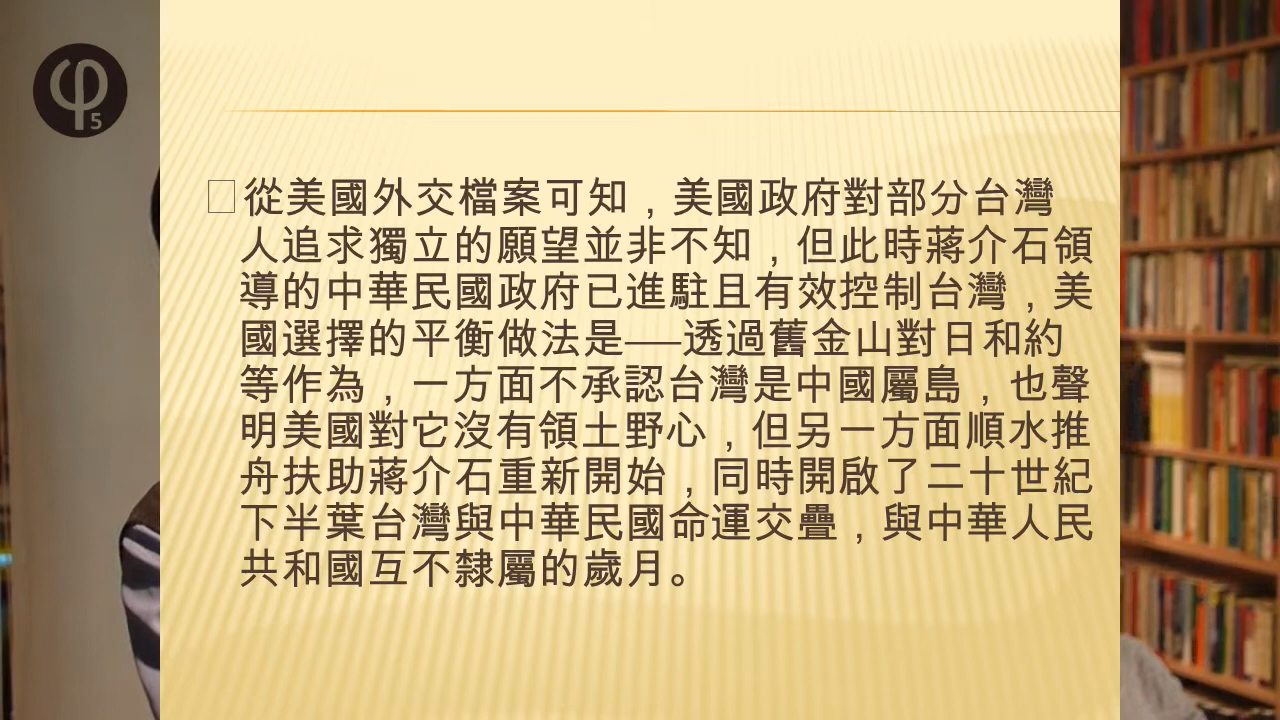 φ5
□從美國外交檔案可知，美國政府對部分台灣
人追求獨立的願望並非不知，但此時蔣介石領
導的中華民國政府已進駐且有效控制台灣，美
國選擇的平衡做法是──透過舊金山對日和約
等作為，一方面不承認台灣是中國屬島，也聲
明美國對它沒有領土野心，但另一方面順水推
舟扶助蔣介石重新開始，同時開啟了二十世紀
下半葉台灣與中華民國命運交疊，與中華人民
共和國互不隸屬的歲月。